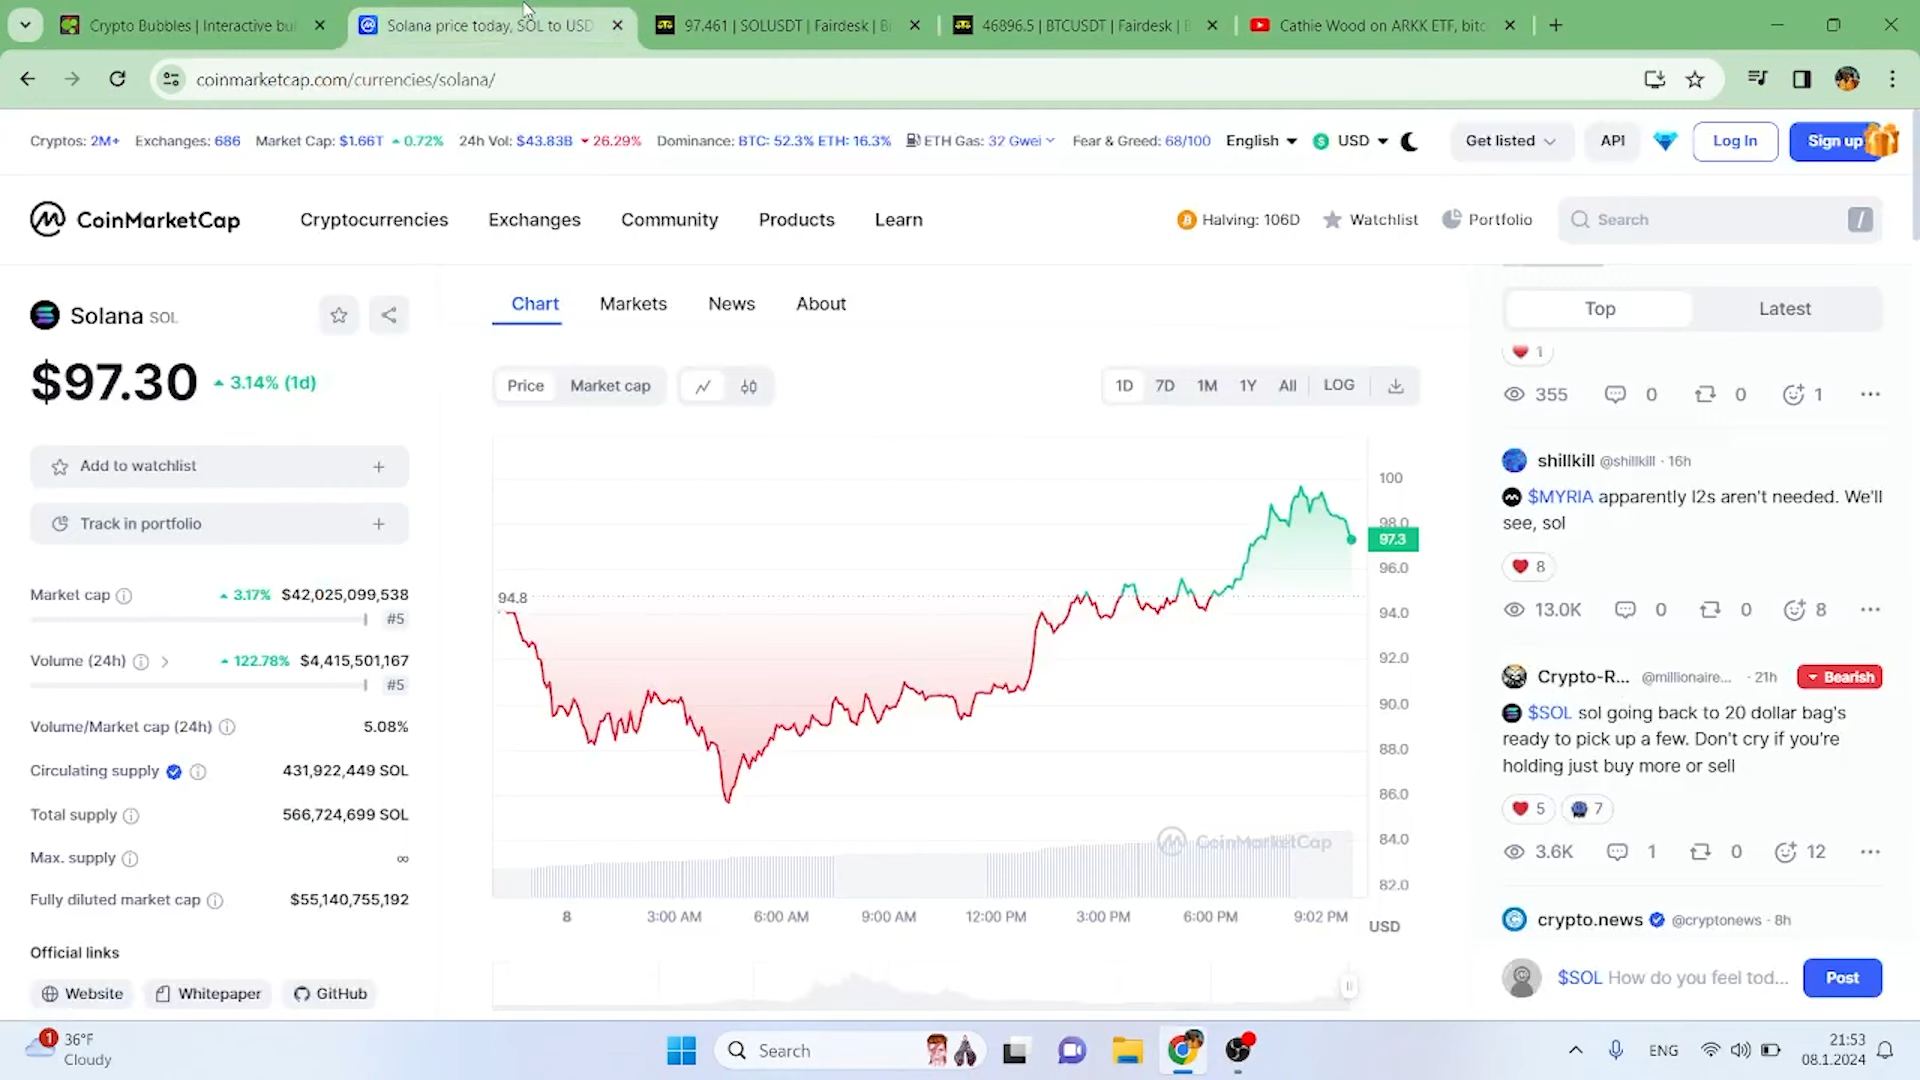 Crypto Bubbles | Interactive bu
Solana price today, SOL to USD
97.461 | SOLUSDT | Fairdesk | B
46896.5 | BTCUSDT | Fairdesk |
Cathie Wood on ARKK ETF, bitc
coinmarketcap.com/currencies/solana/
Cryptos: 2M+ Exchanges: 686 Market Cap: $1.66T 0.72% 24h Vol: $43.83B 26.29% Dominance: BTC: 52.3% ETH: 16.3% ETH Gas: 32 Gwei Fear & Greed: 68/100 English USD Get listed API Log In Sign up
CoinMarketCap Cryptocurrencies Exchanges Community Products Learn Halving: 106D Watchlist Portfolio Search /
Solana SOL
$97.30 3.14% (1d)
Add to watchlist +
Track in portfolio +
Market cap 3.17% $42,025,099,538
#5
Volume (24h) 122.78% $4,415,501,167
#5
Volume/Market cap (24h) 5.08%
Circulating supply 431,922,449 SOL
Total supply 566,724,699 SOL
Max. supply ∞
Fully diluted market cap $55,140,755,192
Official links
Website Whitepaper GitHub
Chart Markets News About
Price Market cap 1D 7D 1M 1Y All LOG
100
98.0
97.3
96.0
94.8
94.0
92.0
90.0
88.0
86.0
84.0
82.0
CoinMarketCap
8 3:00 AM 6:00 AM 9:00 AM 12:00 PM 3:00 PM 6:00 PM 9:02 PM
USD
Top Latest
1
355 0 0 1
shillkill @shillkill · 16h
$MYRIA apparently l2s aren't needed. We'll
see, sol
8
13.0K 0 0 8
Crypto-R... @millionaire... · 21h Bearish
$SOL sol going back to 20 dollar bag's
ready to pick up a few. Don't cry if you're
holding just buy more or sell
5 7
3.6K 1 0 12
crypto.news @cryptonews · 8h
$SOL How do you feel tod... Post
1
36°F
Cloudy
Search
ENG
21:53
08.1.2024